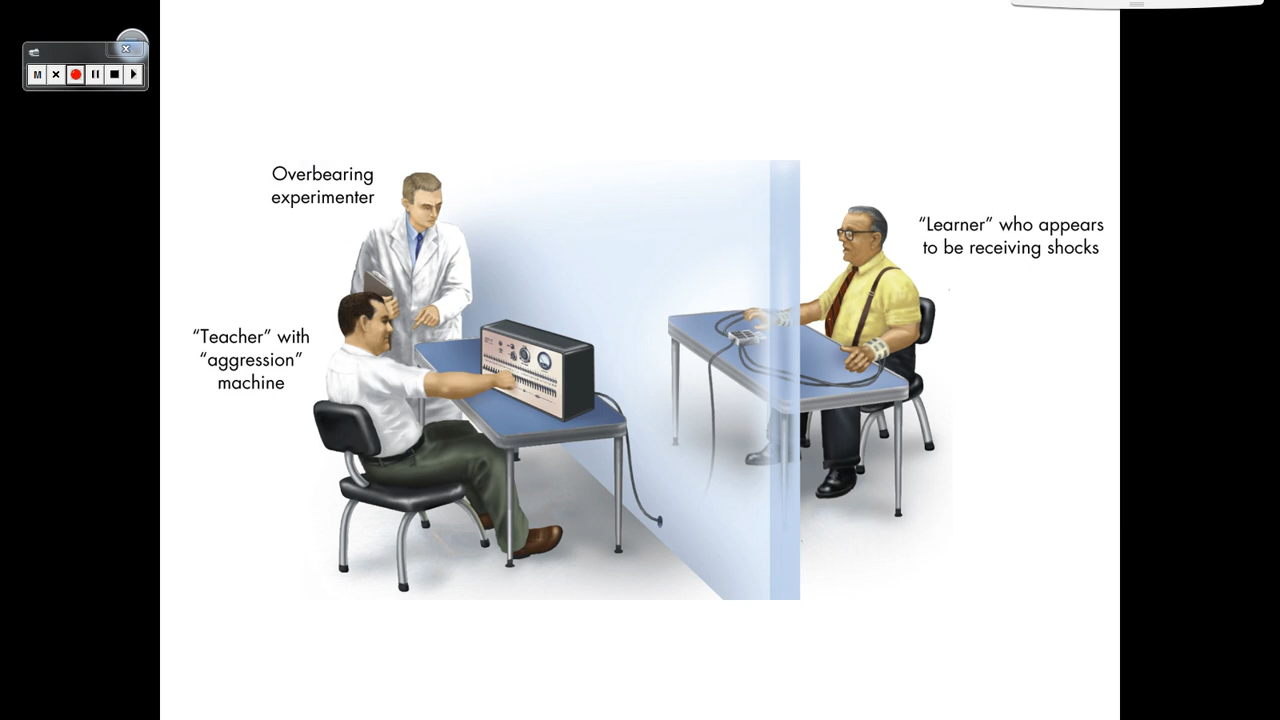 M
Overbearing
experimenter
“Learner” who appears
to be receiving shocks
“Teacher” with
“aggression”
machine